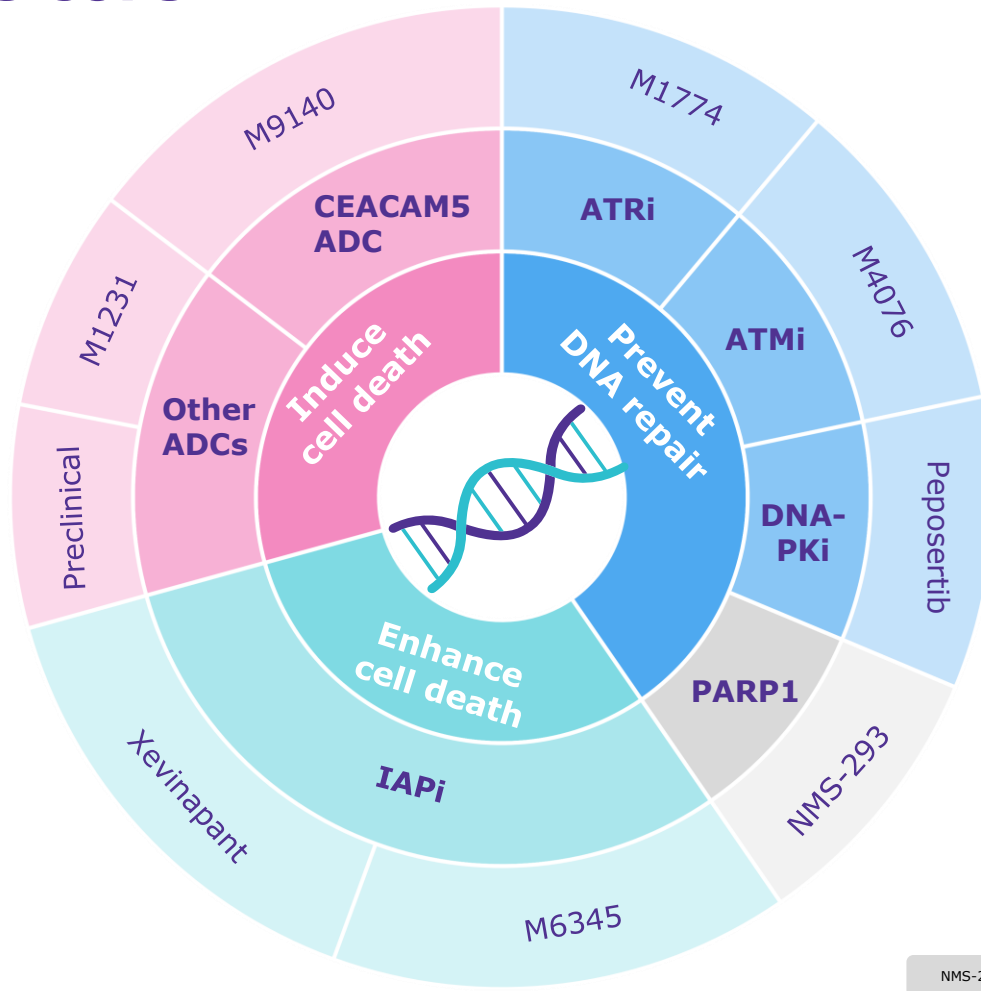 M9140
M1774
CEACAM5
ADC
ATRi
M1231
M4076
Induce
cell death
Prevent
DNA repair
ATMi
Other
ADCs
Preclinical
DNA-
PKi
Peposertib
Enhance
cell death
PARP1
NMS-293
IAPi
Xevinapant
M6345